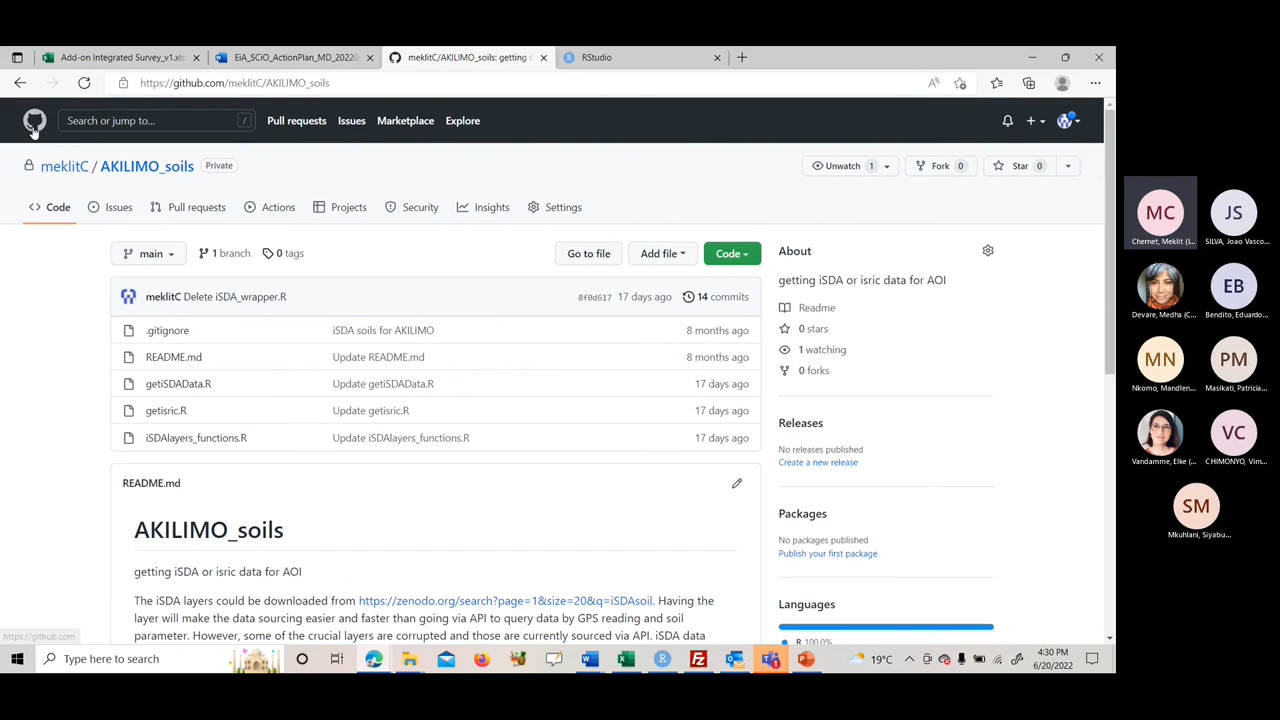 Add-on Integrated Survey_v1.xls
EiA_SCiO_ActionPlan_MD_20220
meklitC/AKILIMO_soils: getting
RStudio
https://github.com/meklitC/AKILIMO_soils
Search or jump to...
/
Pull requests
Issues
Marketplace
Explore
meklitC / AKILIMO_soils
Private
Unwatch 1
Fork 0
Star 0
Code
Issues
Pull requests
Actions
Projects
Security
Insights
Settings
main
1 branch
0 tags
Go to file
Add file
Code
meklitC Delete iSDA_wrapper.R
8f0d617 17 days ago
14 commits
.gitignore iSDA soils for AKILIMO 8 months ago
README.md Update README.md 8 months ago
getiSDAData.R Update getiSDAData.R 17 days ago
getisric.R Update getisric.R 17 days ago
iSDAlayers_functions.R Update iSDAlayers_functions.R 17 days ago
README.md
AKILIMO_soils
getting iSDA or isric data for AOI
The iSDA layers could be downloaded from https://zenodo.org/search?page=1&size=20&q=iSDAsoil. Having the
layer will make the data sourcing easier and faster than going via API to query data by GPS reading and soil
parameter. However, some of the crucial layers are corrupted and those are currently sourced via API. iSDA data
About
getting iSDA or isric data for AOI
Readme
0 stars
1 watching
0 forks
Releases
No releases published
Create a new release
Packages
No packages published
Publish your first package
Languages
R 100.0%
https://github.com
Type here to search
19°C
4:30 PM
6/20/2022
MC
Chernet, Meklit (I...
JS
SILVA, Joao Vasco...
Devare, Medha (C...
EB
Bendito, Eduardo...
MN
Nkomo, Mandlen...
PM
Masikati, Patricia...
Vandamme, Elke (...
VC
CHIMONYO, Vim...
SM
Mkuhlani, Siyabu...